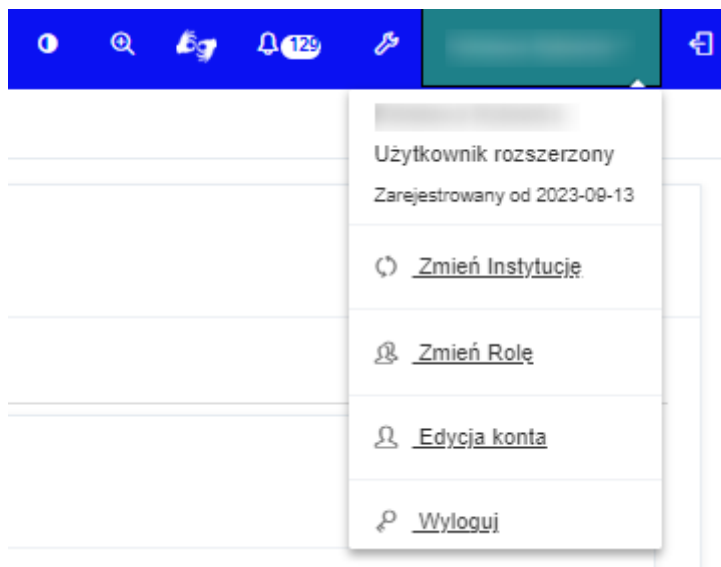 129
Użytkownik rozszerzony
Zarejestrowany od 2023-09-13
Zmień Instytucję
Zmień Rolę
Edycja konta
Wyloguj